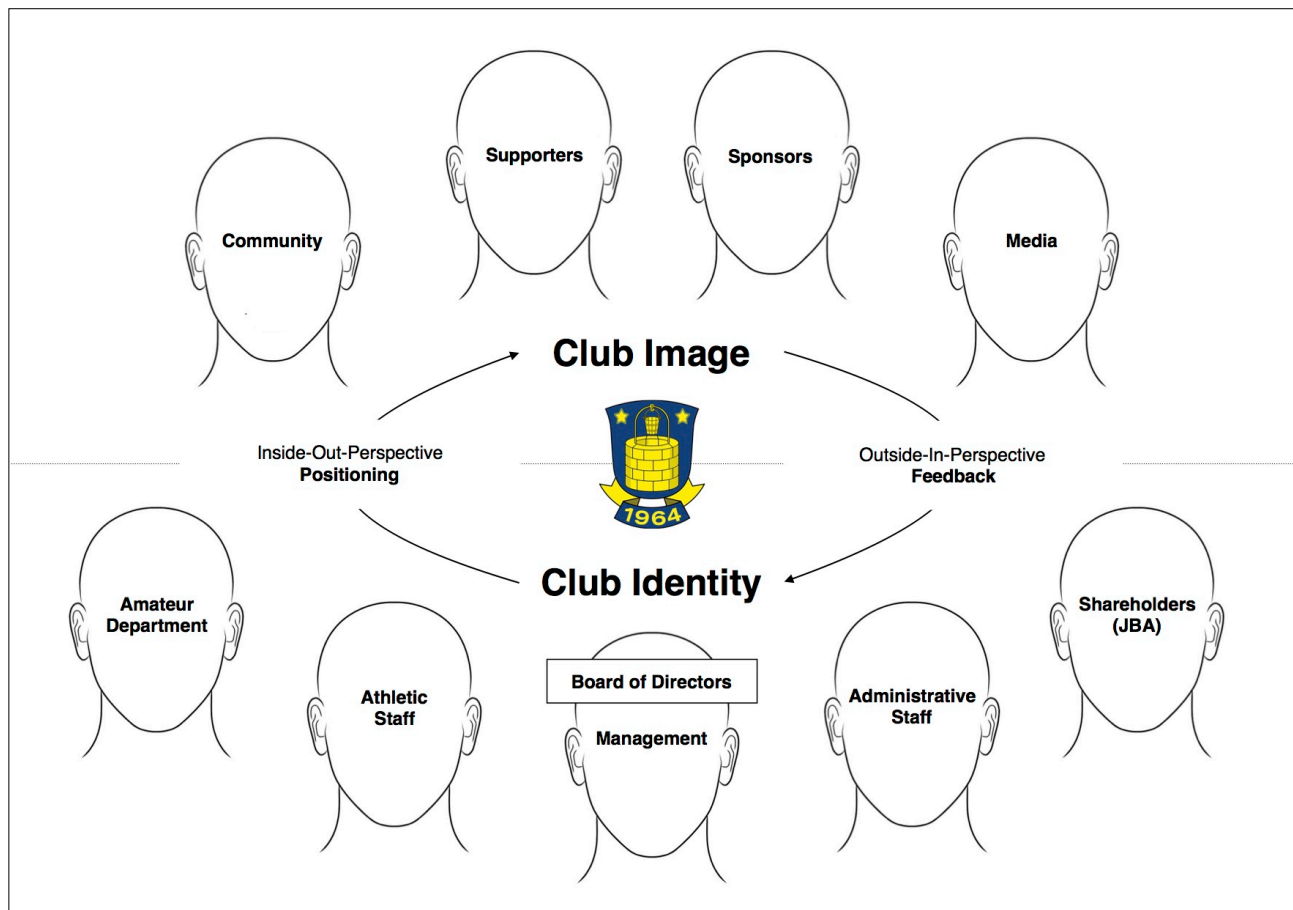 Supporters
Sponsors
Community
Media
Club Image
Inside-Out-Perspective
Positioning
Outside-In-Perspective
Feedback
1964
Club Identity
Amateur
Department
Shareholders
(JBA)
Athletic
Staff
Board of Directors
Management
Administrative
Staff